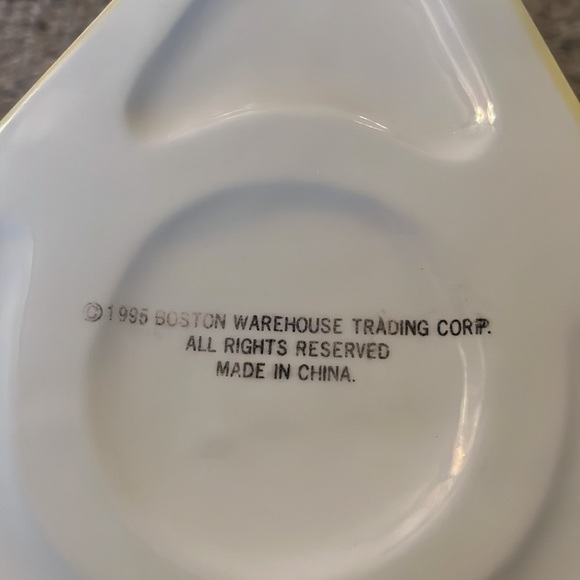 ©1995 BOSTON WAREHOUSE TRADING CORP.
ALL RIGHTS RESERVED
MADE IN CHINA.